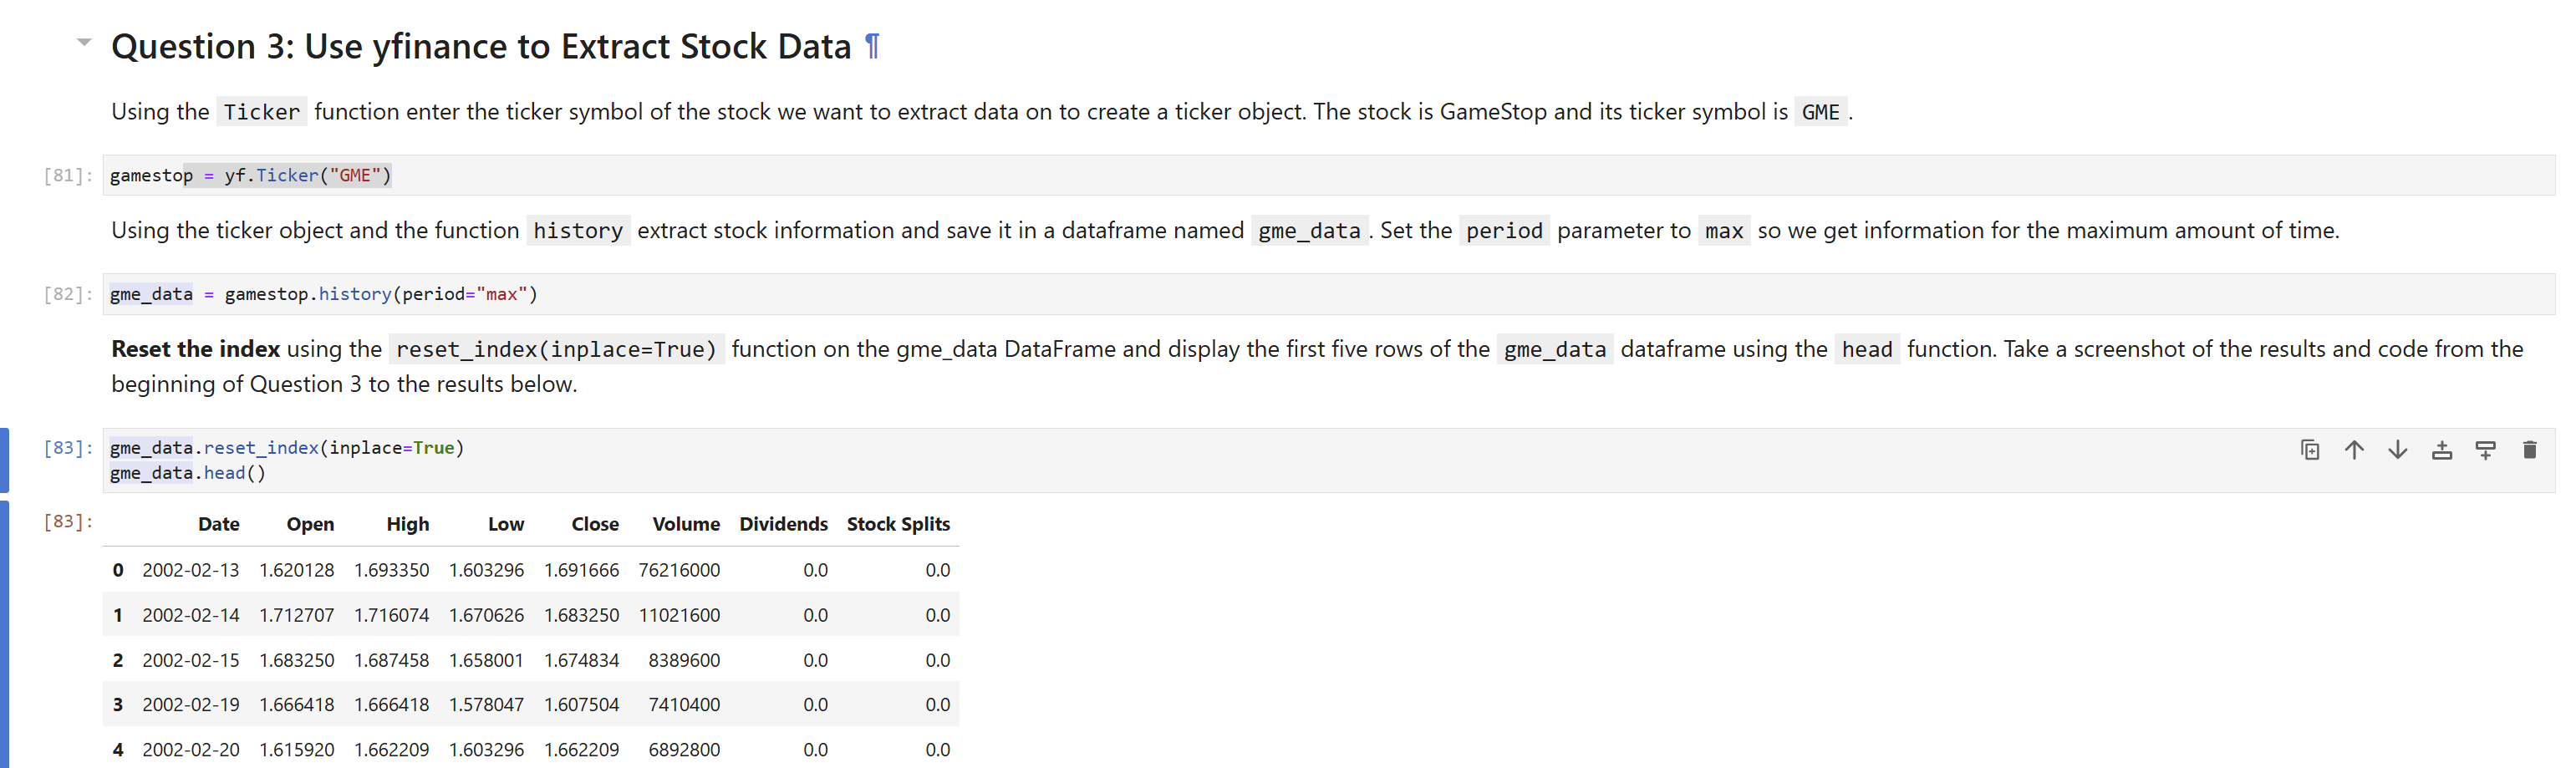 Question 3: Use yfinance to Extract Stock Data ¶
Using the Ticker function enter the ticker symbol of the stock we want to extract data on to create a ticker object. The stock is GameStop and its ticker symbol is GME .
[81]: gamestop = yf.Ticker("GME")
Using the ticker object and the function history extract stock information and save it in a dataframe named gme_data . Set the period parameter to max so we get information for the maximum amount of time.
[82]: gme_data = gamestop.history(period="max")
Reset the index using the reset_index(inplace=True) function on the gme_data DataFrame and display the first five rows of the gme_data dataframe using the head function. Take a screenshot of the results and code from the
beginning of Question 3 to the results below.
[83]: gme_data.reset_index(inplace=True)
gme_data.head()
[83]: Date Open High Low Close Volume Dividends Stock Splits
0 2002-02-13 1.620128 1.693350 1.603296 1.691666 76216000 0.0 0.0
1 2002-02-14 1.712707 1.716074 1.670626 1.683250 11021600 0.0 0.0
2 2002-02-15 1.683250 1.687458 1.658001 1.674834 8389600 0.0 0.0
3 2002-02-19 1.666418 1.666418 1.578047 1.607504 7410400 0.0 0.0
4 2002-02-20 1.615920 1.662209 1.603296 1.662209 6892800 0.0 0.0